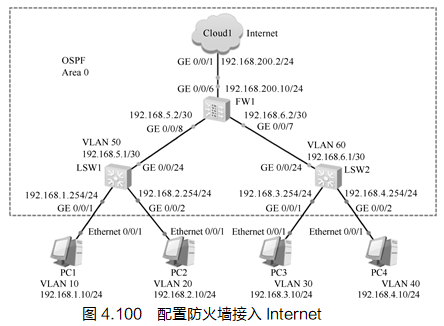 Cloud1
Internet
OSPF
Area 0
GE 0/0/1 192.168.200.2/24
GE 0/0/6 192.168.200.10/24
FW1
192.168.5.2/30
GE 0/0/8
192.168.6.2/30
GE 0/0/7
VLAN 50
192.168.5.1/30
LSW1
GE 0/0/24
VLAN 60
192.168.6.1/30
GE 0/0/24
LSW2
192.168.1.254/24
GE 0/0/1
192.168.2.254/24
GE 0/0/2
192.168.3.254/24
GE 0/0/1
192.168.4.254/24
GE 0/0/2
Ethernet 0/0/1
Ethernet 0/0/1
Ethernet 0/0/1
Ethernet 0/0/1
PC1
VLAN 10
192.168.1.10/24
PC2
VLAN 20
192.168.2.10/24
PC3
VLAN 30
192.168.3.10/24
PC4
VLAN 40
192.168.4.10/24
图 4.100 配置防火墙接入 Internet